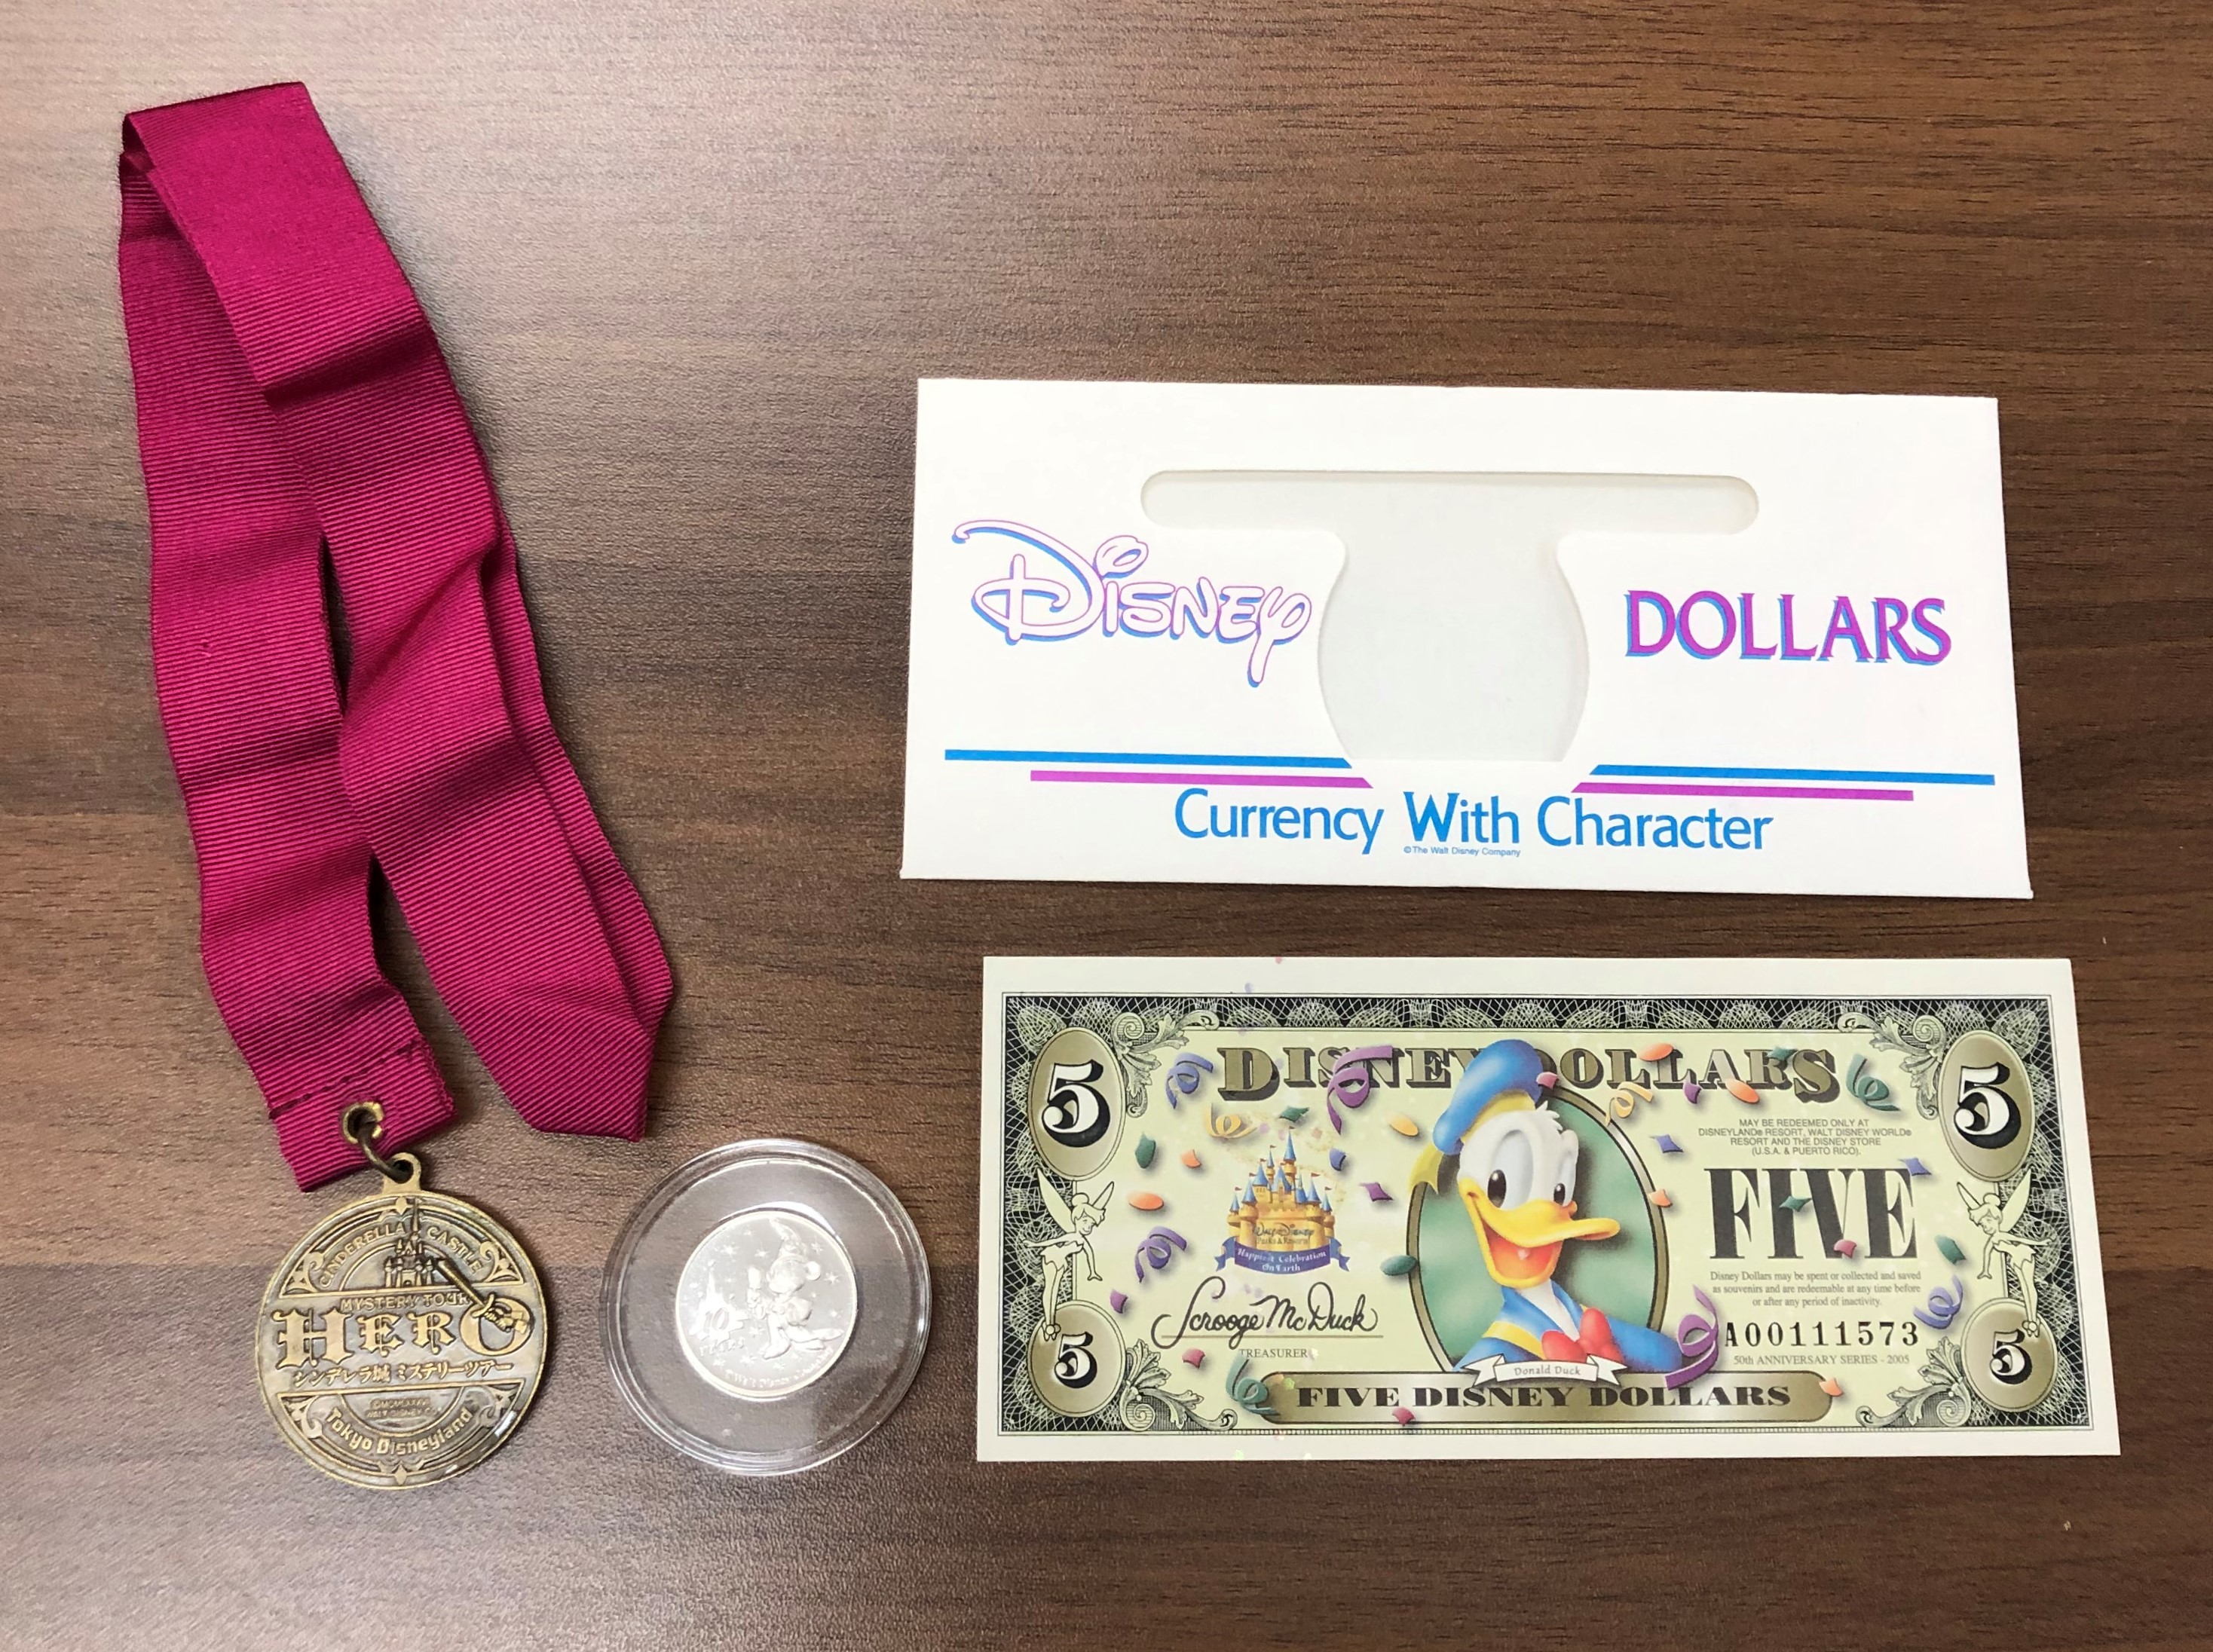 CINDERELLA CASTLE
MYSTERY TOUR
HERO
シンデレラ城 ミステリーツアー
Tokyo Disneyland
10
DISNEY DOLLARS
Currency With Character
©The Walt Disney Company
5 DISNEY DOLLARS 5
MAY BE REDEEMED ONLY AT
DISNEYLAND® RESORT, WALT DISNEY WORLD®
RESORT AND THE DISNEY STORE
(U.S.A. & PUERTO RICO).
FIVE
WALT DISNEY
Parks & Resorts
Happiest Celebration
On Earth
Disney Dollars may be spent or collected and saved
as souvenirs and are redeemable at any time before
or after any period of inactivity.
Scrooge McDuck
TREASURER
A00111573
50th ANNIVERSARY SERIES - 2005
Donald Duck
5 FIVE DISNEY DOLLARS 5